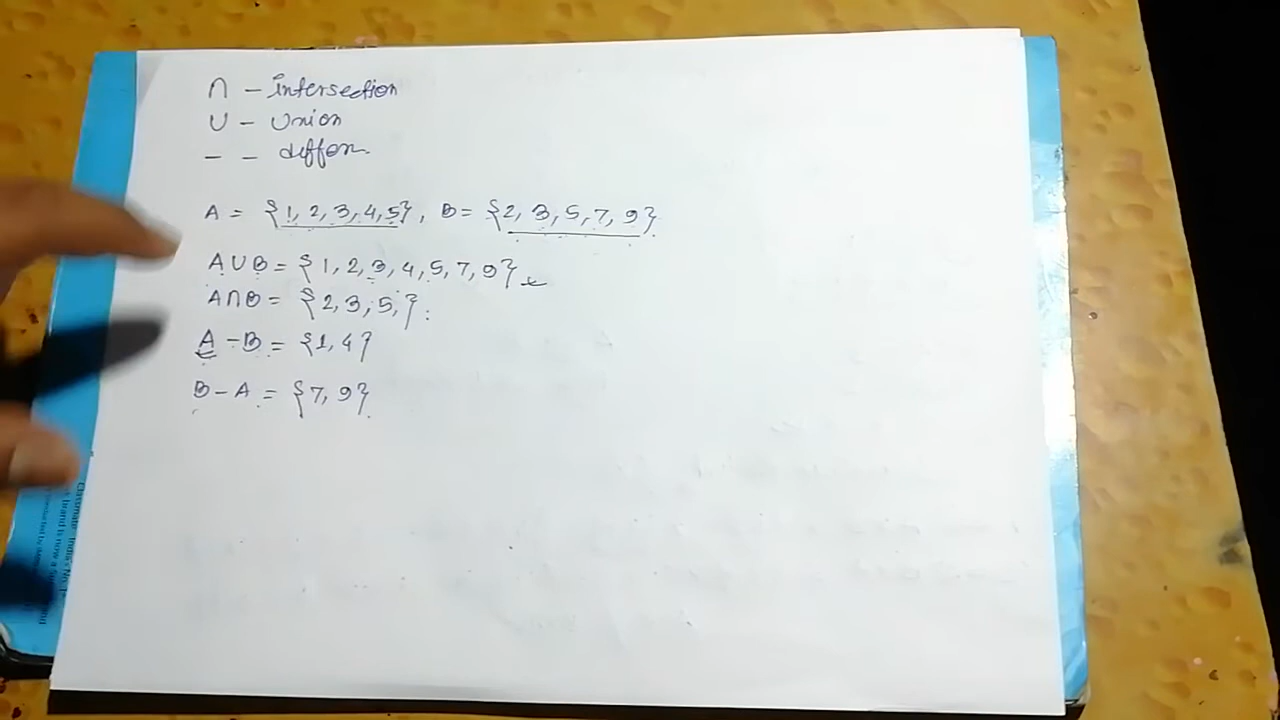 ∩ - intersection
U - Union
- - differen
A = {1, 2, 3, 4, 5}, B = {2, 3, 5, 7, 9}
A U B = {1, 2, 3, 4, 5, 7, 9}
A ∩ B = {2, 3, 5,}
A - B = {1, 4}
B - A = {7, 9}